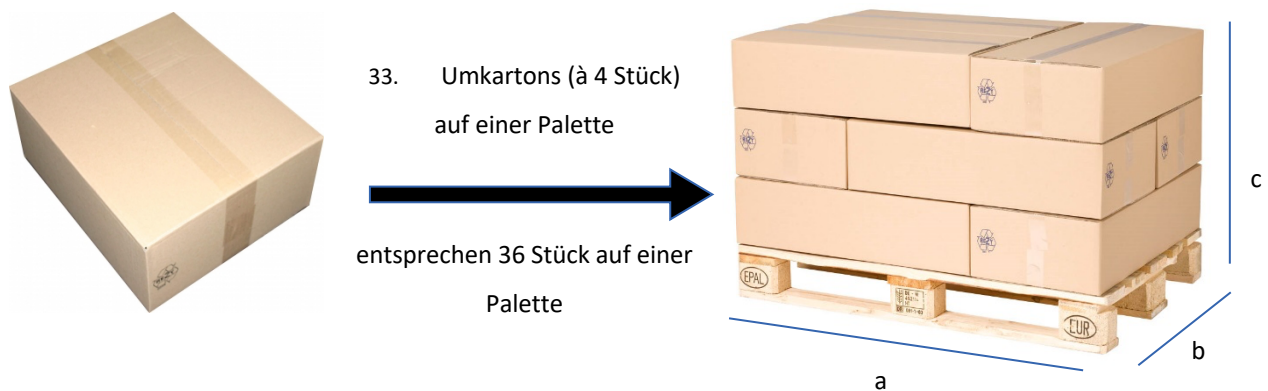 33. Umkartons (à 4 Stück)
auf einer Palette
entsprechen 36 Stück auf einer
Palette
EPAL
EUR
a
b
c